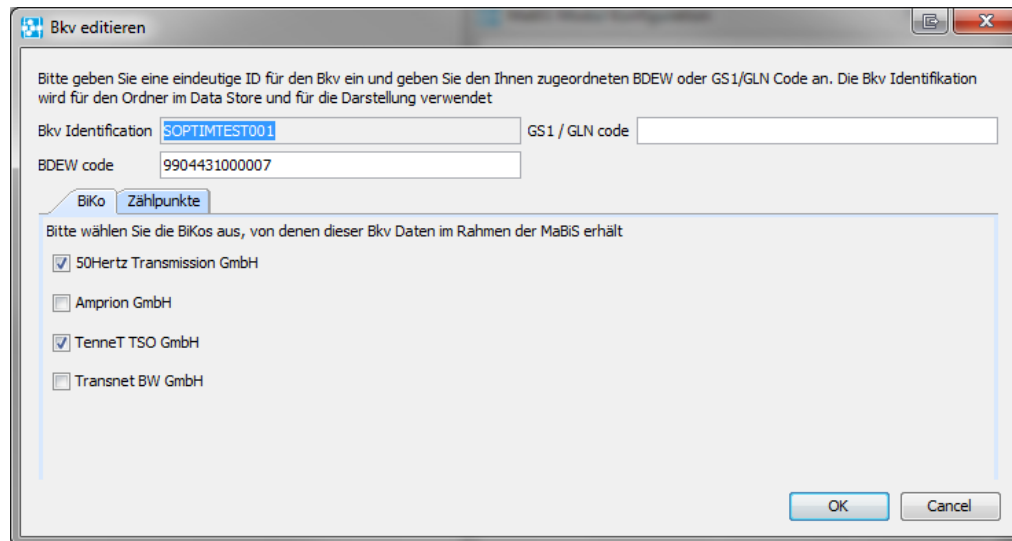 Bkv editieren
Bitte geben Sie eine eindeutige ID für den Bkv ein und geben Sie den Ihnen zugeordneten BDEW oder GS1/GLN Code an. Die Bkv Identifikation
wird für den Ordner im Data Store und für die Darstellung verwendet
Bkv Identification SOPTIMTEST001 GS1 / GLN code
BDEW code 9904431000007
BiKo Zählpunkte
Bitte wählen Sie die BiKos aus, von denen dieser Bkv Daten im Rahmen der MaBiS erhält
50Hertz Transmission GmbH
Amprion GmbH
TenneT TSO GmbH
Transnet BW GmbH
OK Cancel